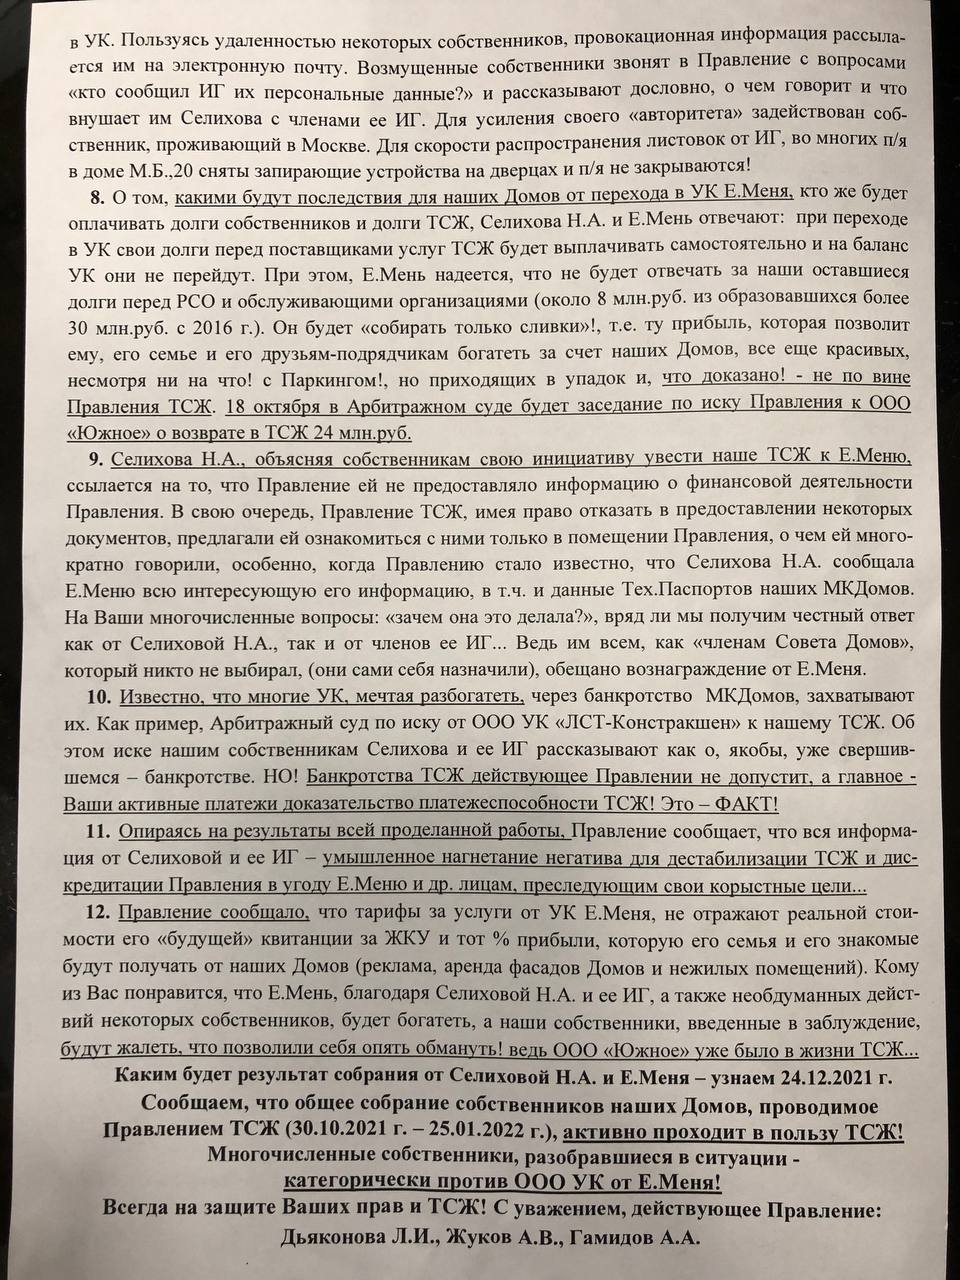 в УК. Пользуясь удаленностью некоторых собственников, провокационная информация рассыла-
ется им на электронную почту. Возмущенные собственники звонят в Правление с вопросами
«кто сообщил ИГ их персональные данные?» и рассказывают дословно, о чем говорит и что
внушает им Селихова с членами ее ИГ. Для усиления своего «авторитета» задействован соб-
ственник, проживающий в Москве. Для скорости распространения листовок от ИГ, во многих п/я
в доме М.Б.,20 сняты запирающие устройства на дверцах и п/я не закрываются!
8. О том, какими будут последствия для наших Домов от перехода в УК Е.Меня, кто же будет
оплачивать долги собственников и долги ТСЖ, Селихова Н.А. и Е.Мень отвечают: при переходе
в УК свои долги перед поставщиками услуг ТСЖ будет выплачивать самостоятельно и на баланс
УК они не перейдут. При этом, Е.Мень надеется, что не будет отвечать за наши оставшиеся
долги перед РСО и обслуживающими организациями (около 8 млн.руб. из образовавшихся более
30 млн.руб. с 2016 г.). Он будет «собирать только сливки»!, т.е. ту прибыль, которая позволит
ему, его семье и его друзьям-подрядчикам богатеть за счет наших Домов, все еще красивых,
несмотря ни на что! с Паркингом!, но приходящих в упадок и, что доказано! - не по вине
Правления ТСЖ. 18 октября в Арбитражном суде будет заседание по иску Правления к ООО
«Южное» о возврате в ТСЖ 24 млн.руб.
9. Селихова Н.А., объясняя собственникам свою инициативу увести наше ТСЖ к Е.Меню,
ссылается на то, что Правление ей не предоставляло информацию о финансовой деятельности
Правления. В свою очередь, Правление ТСЖ, имея право отказать в предоставлении некоторых
документов, предлагали ей ознакомиться с ними только в помещении Правления, о чем ей много-
кратно говорили, особенно, когда Правлению стало известно, что Селихова Н.А. сообщала
Е.Меню всю интересующую его информацию, в т.ч. и данные Тех.Паспортов наших МКДомов.
На Ваши многочисленные вопросы: «зачем она это делала?», вряд ли мы получим честный ответ
как от Селиховой Н.А., так и от членов ее ИГ... Ведь им всем, как «членам Совета Домов»,
который никто не выбирал, (они сами себя назначили), обещано вознаграждение от Е.Меня.
10. Известно, что многие УК, мечтая разбогатеть, через банкротство МКДомов, захватывают
их. Как пример, Арбитражный суд по иску от ООО УК «ЛСТ-Констракшен» к нашему ТСЖ. Об
этом иске нашим собственникам Селихова и ее ИГ рассказывают как о, якобы, уже свершив-
шемся – банкротстве. НО! Банкротства ТСЖ действующее Правлении не допустит, а главное -
Ваши активные платежи доказательство платежеспособности ТСЖ! Это – ФАКТ!
11. Опираясь на результаты всей проделанной работы, Правление сообщает, что вся информа-
ция от Селиховой и ее ИГ – умышленное нагнетание негатива для дестабилизации ТСЖ и дис-
кредитации Правления в угоду Е.Меню и др. лицам, преследующим свои корыстные цели...
12. Правление сообщало, что тарифы за услуги от УК Е.Меня, не отражают реальной стои-
мости его «будущей» квитанции за ЖКУ и тот % прибыли, которую его семья и его знакомые
будут получать от наших Домов (реклама, аренда фасадов Домов и нежилых помещений). Кому
из Вас понравится, что Е.Мень, благодаря Селиховой Н.А. и ее ИГ, а также необдуманных дейст-
вий некоторых собственников, будет богатеть, а наши собственники, введенные в заблуждение,
будут жалеть, что позволили себя опять обмануть! ведь ООО «Южное» уже было в жизни ТСЖ...
Каким будет результат собрания от Селиховой Н.А. и Е.Меня – узнаем 24.12.2021 г.
Сообщаем, что общее собрание собственников наших Домов, проводимое
Правлением ТСЖ (30.10.2021 г. – 25.01.2022 г.), активно проходит в пользу ТСЖ!
Многочисленные собственники, разобравшиеся в ситуации -
категорически против ООО УК от Е.Меня!
Всегда на защите Ваших прав и ТСЖ! С уважением, действующее Правление:
Дьяконова Л.И., Жуков А.В., Гамидов А.А.